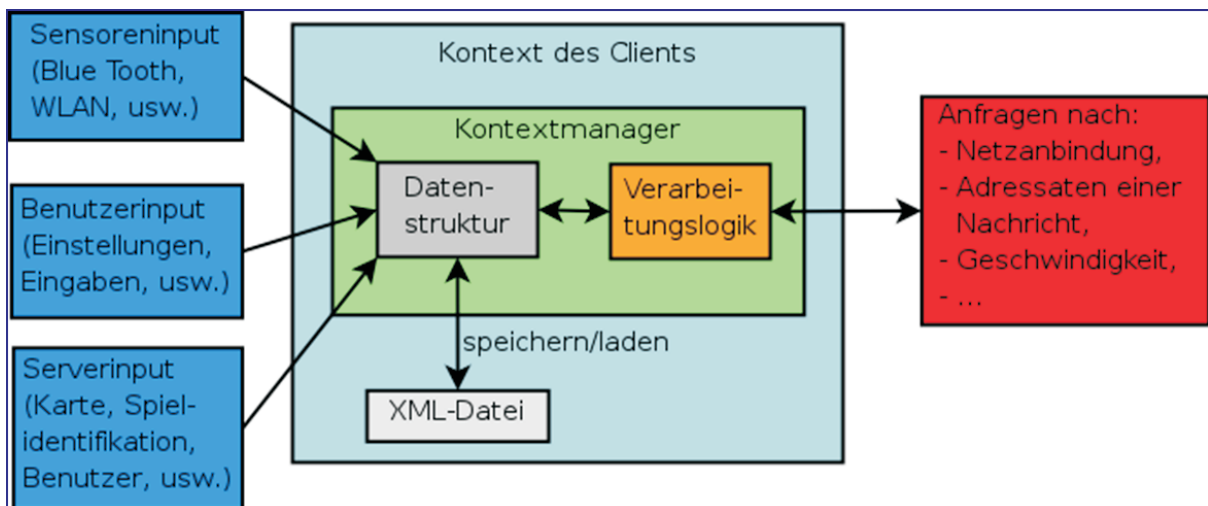 Sensoreninput
(Blue Tooth,
WLAN, usw.)
Benutzerinput
(Einstellungen,
Eingaben, usw.)
Serverinput
(Karte, Spiel-
identifikation,
Benutzer, usw.)
Kontext des Clients
Kontextmanager
Daten-
struktur
Verarbei-
tungslogik
speichern/laden
XML-Datei
Anfragen nach:
- Netzanbindung,
- Adressaten einer
Nachricht,
- Geschwindigkeit,
- ...